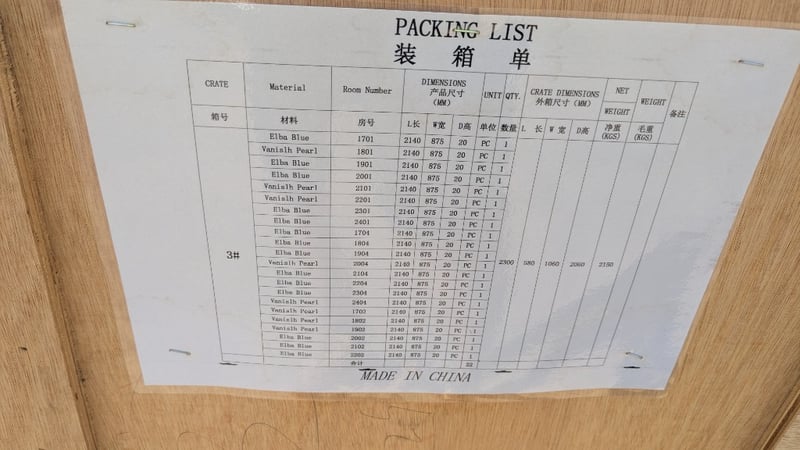 PACKING LIST
装 箱 单
CRATE Material Room Number DIMENSIONS 产品尺寸 (MM) UNIT QTY. CRATE DIMENSIONS 外箱尺寸 (MM) NET WEIGHT WEIGHT 备注
箱号 材料 房号 L长 W宽 D高 单位 数量 L 长 W 宽 D高 净重 (KGS) 毛重 (KGS)
Elba Blue 1701 2140 875 20 PC 1
Vanislh Pearl 1801 2140 875 20 PC 1
Elba Blue 1901 2140 875 20 PC 1
Elba Blue 2001 2140 875 20 PC 1
Vanislh Pearl 2101 2140 875 20 PC 1
Vanislh Pearl 2201 2140 875 20 PC 1
Elba Blue 2301 2140 875 20 PC 1
Elba Blue 2401 2140 875 20 PC 1
Elba Blue 1704 2140 875 20 PC 1
Elba Blue 1804 2140 875 20 PC 1
Elba Blue 1904 2140 875 20 PC 1
3# Vanislh Pearl 2004 2140 875 20 PC 1 2300 580 1060 2060 2150
Elba Blue 2104 2140 875 20 PC 1
Elba Blue 2204 2140 875 20 PC 1
Elba Blue 2304 2140 875 20 PC 1
Vanislh Pearl 2404 2140 875 20 PC 1
Vanislh Pearl 1702 2140 875 20 PC 1
Vanislh Pearl 1802 2140 875 20 PC 1
Vanislh Pearl 1902 2140 875 20 PC 1
Elba Blue 2002 2140 875 20 PC 1
Elba Blue 2102 2140 875 20 PC 1
Elba Blue 2202 2140 875 20 PC 1
合计 22
MADE IN CHINA